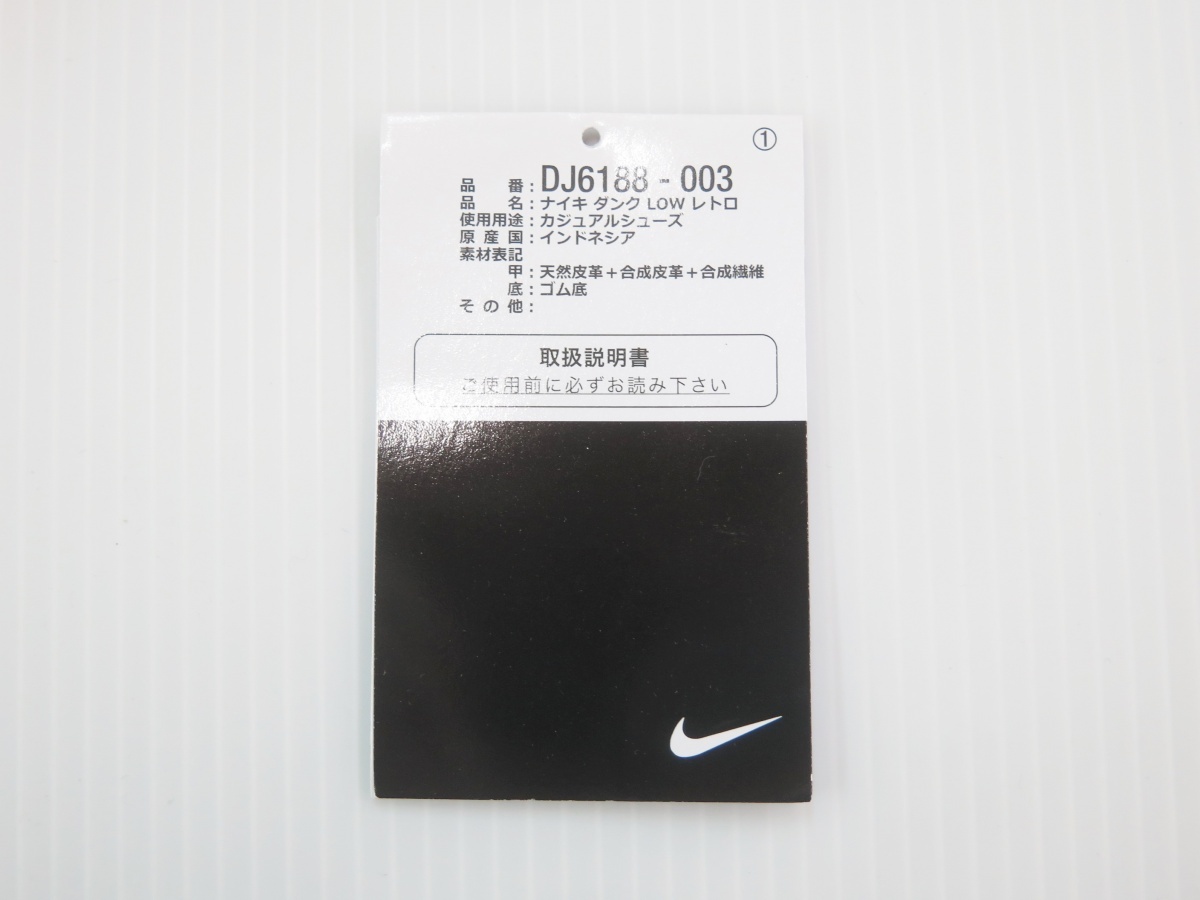 ①
品番：DJ6188-003
品名：ナイキ ダンク LOW レトロ
使用用途：カジュアルシューズ
原産国：インドネシア
素材表記
甲：天然皮革＋合成皮革＋合成繊維
底：ゴム底
その他：
取扱説明書
ご使用前に必ずお読み下さい